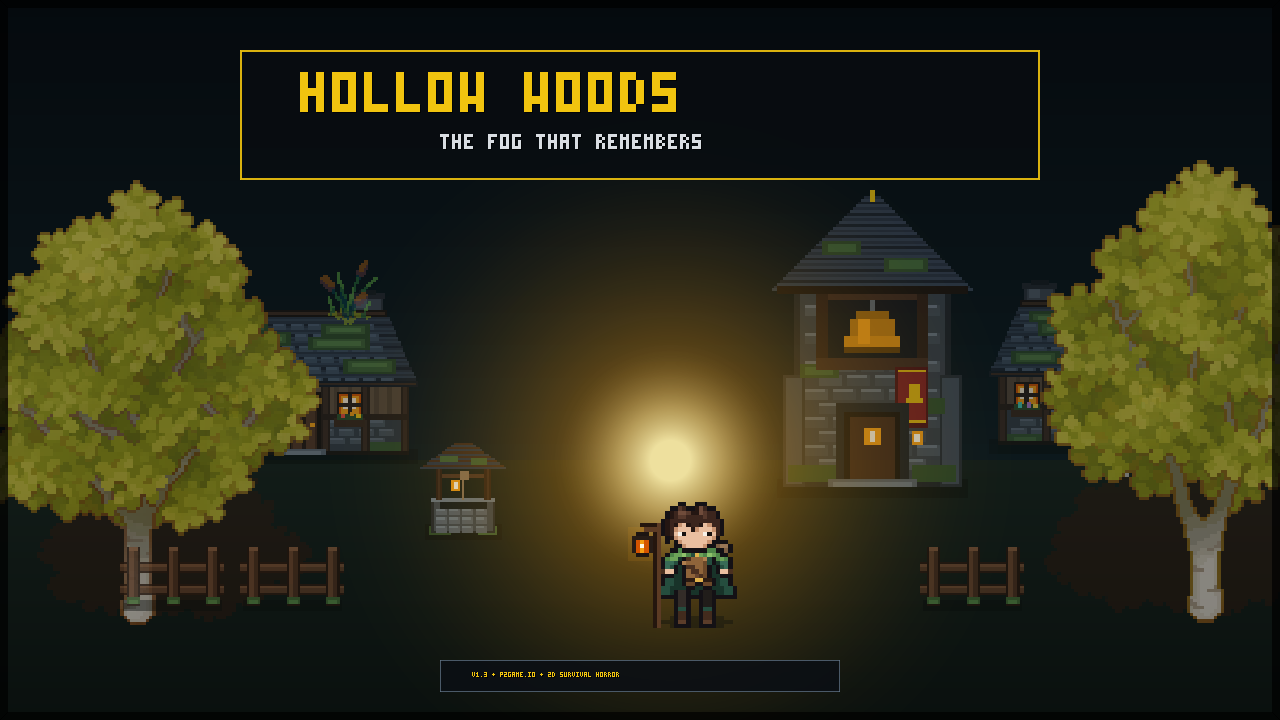 HOLLOW WOODS
THE FOG THAT REMEMBERS
V1.3 + P2GAME.IO + 2D SURVIVAL HORROR